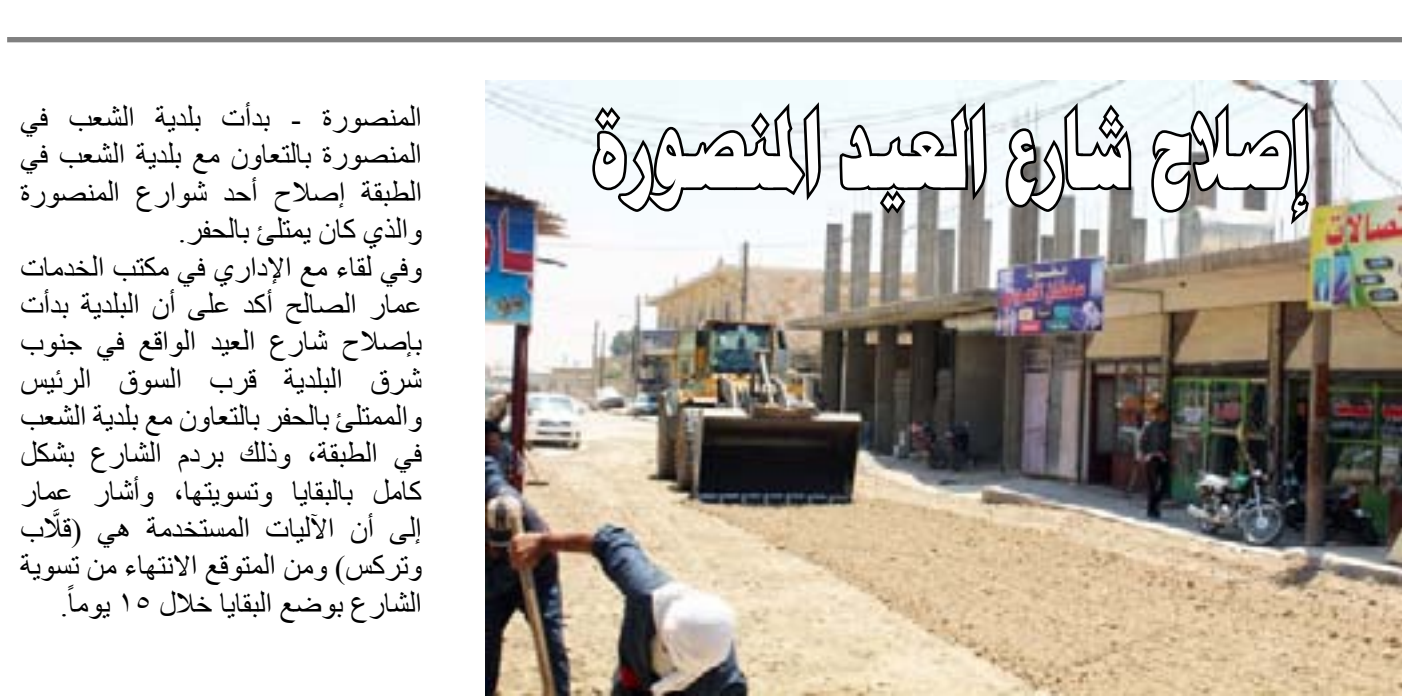 إصلاح شارع العيد المنصورة
المنصورة - بدأت بلدية الشعب في
المنصورة بالتعاون مع بلدية الشعب في
الطبقة إصلاح أحد شوارع المنصورة
والذي كان يمتلئ بالحفر.
وفي لقاء مع الإداري في مكتب الخدمات
عمار الصالح أكد على أن البلدية بدأت
بإصلاح شارع العيد الواقع في جنوب
شرق البلدية قرب السوق الرئيس
والممتلئ بالحفر بالتعاون مع بلدية الشعب
في الطبقة، وذلك بردم الشارع بشكل
كامل بالبقايا وتسويتها، وأشار عمار
إلى أن الآليات المستخدمة هي (قلَّاب
وتركس) ومن المتوقع الانتهاء من تسوية
الشارع بوضع البقايا خلال ١٥ يوماً.